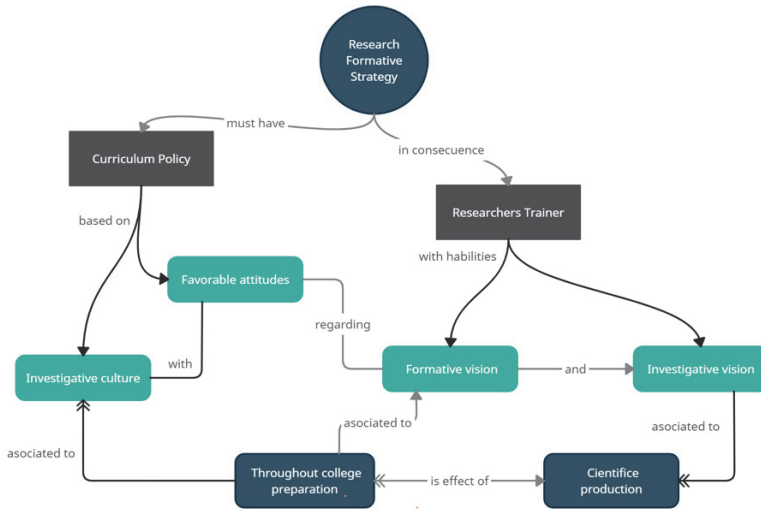 Research
Formative
Strategy
must have
in consecuence
Curriculum Policy
Researchers Trainer
based on
with habilities
Favorable attitudes
regarding
with
Investigative culture
Formative vision
and
Investigative vision
asociated to
asociated to
asociated to
Throughout college
preparation
is effect of
Cientifice
production